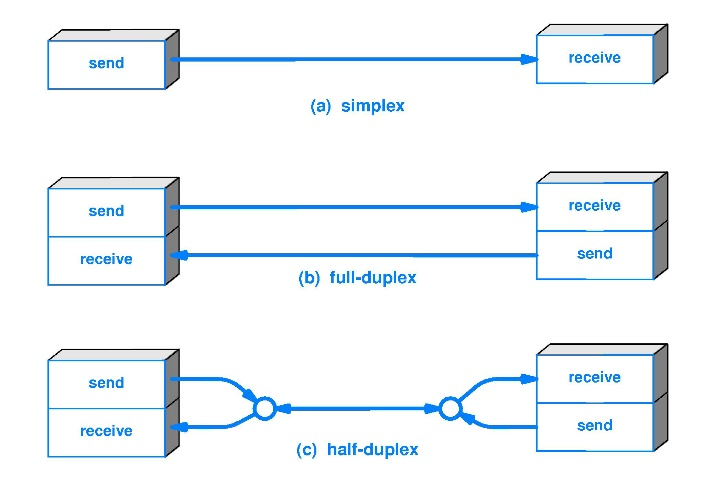 send
receive
(a) simplex
send
receive
receive
send
(b) full-duplex
send
receive
receive
send
(c) half-duplex